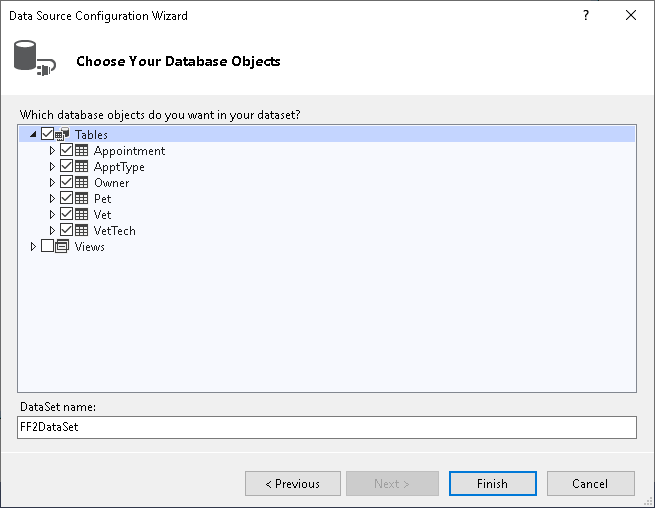 Data Source Configuration Wizard
?
Choose Your Database Objects
Which database objects do you want in your dataset?
Tables
Appointment
ApptType
Owner
Pet
Vet
VetTech
Views
DataSet name:
FF2DataSet
< Previous
Next >
Finish
Cancel